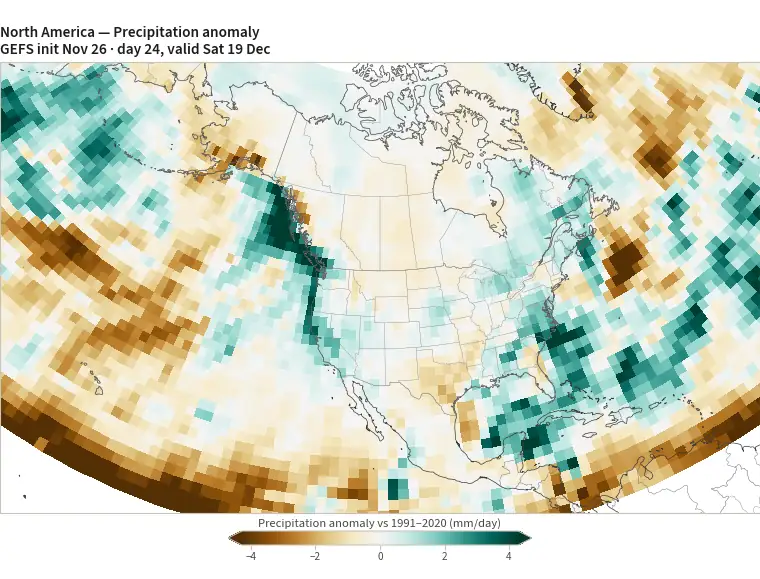 North America — Precipitation anomaly
GEFS init Nov 26 · day 24, valid Sat 19 Dec
Precipitation anomaly vs 1991–2020 (mm/day)
−4 −2 0 2 4